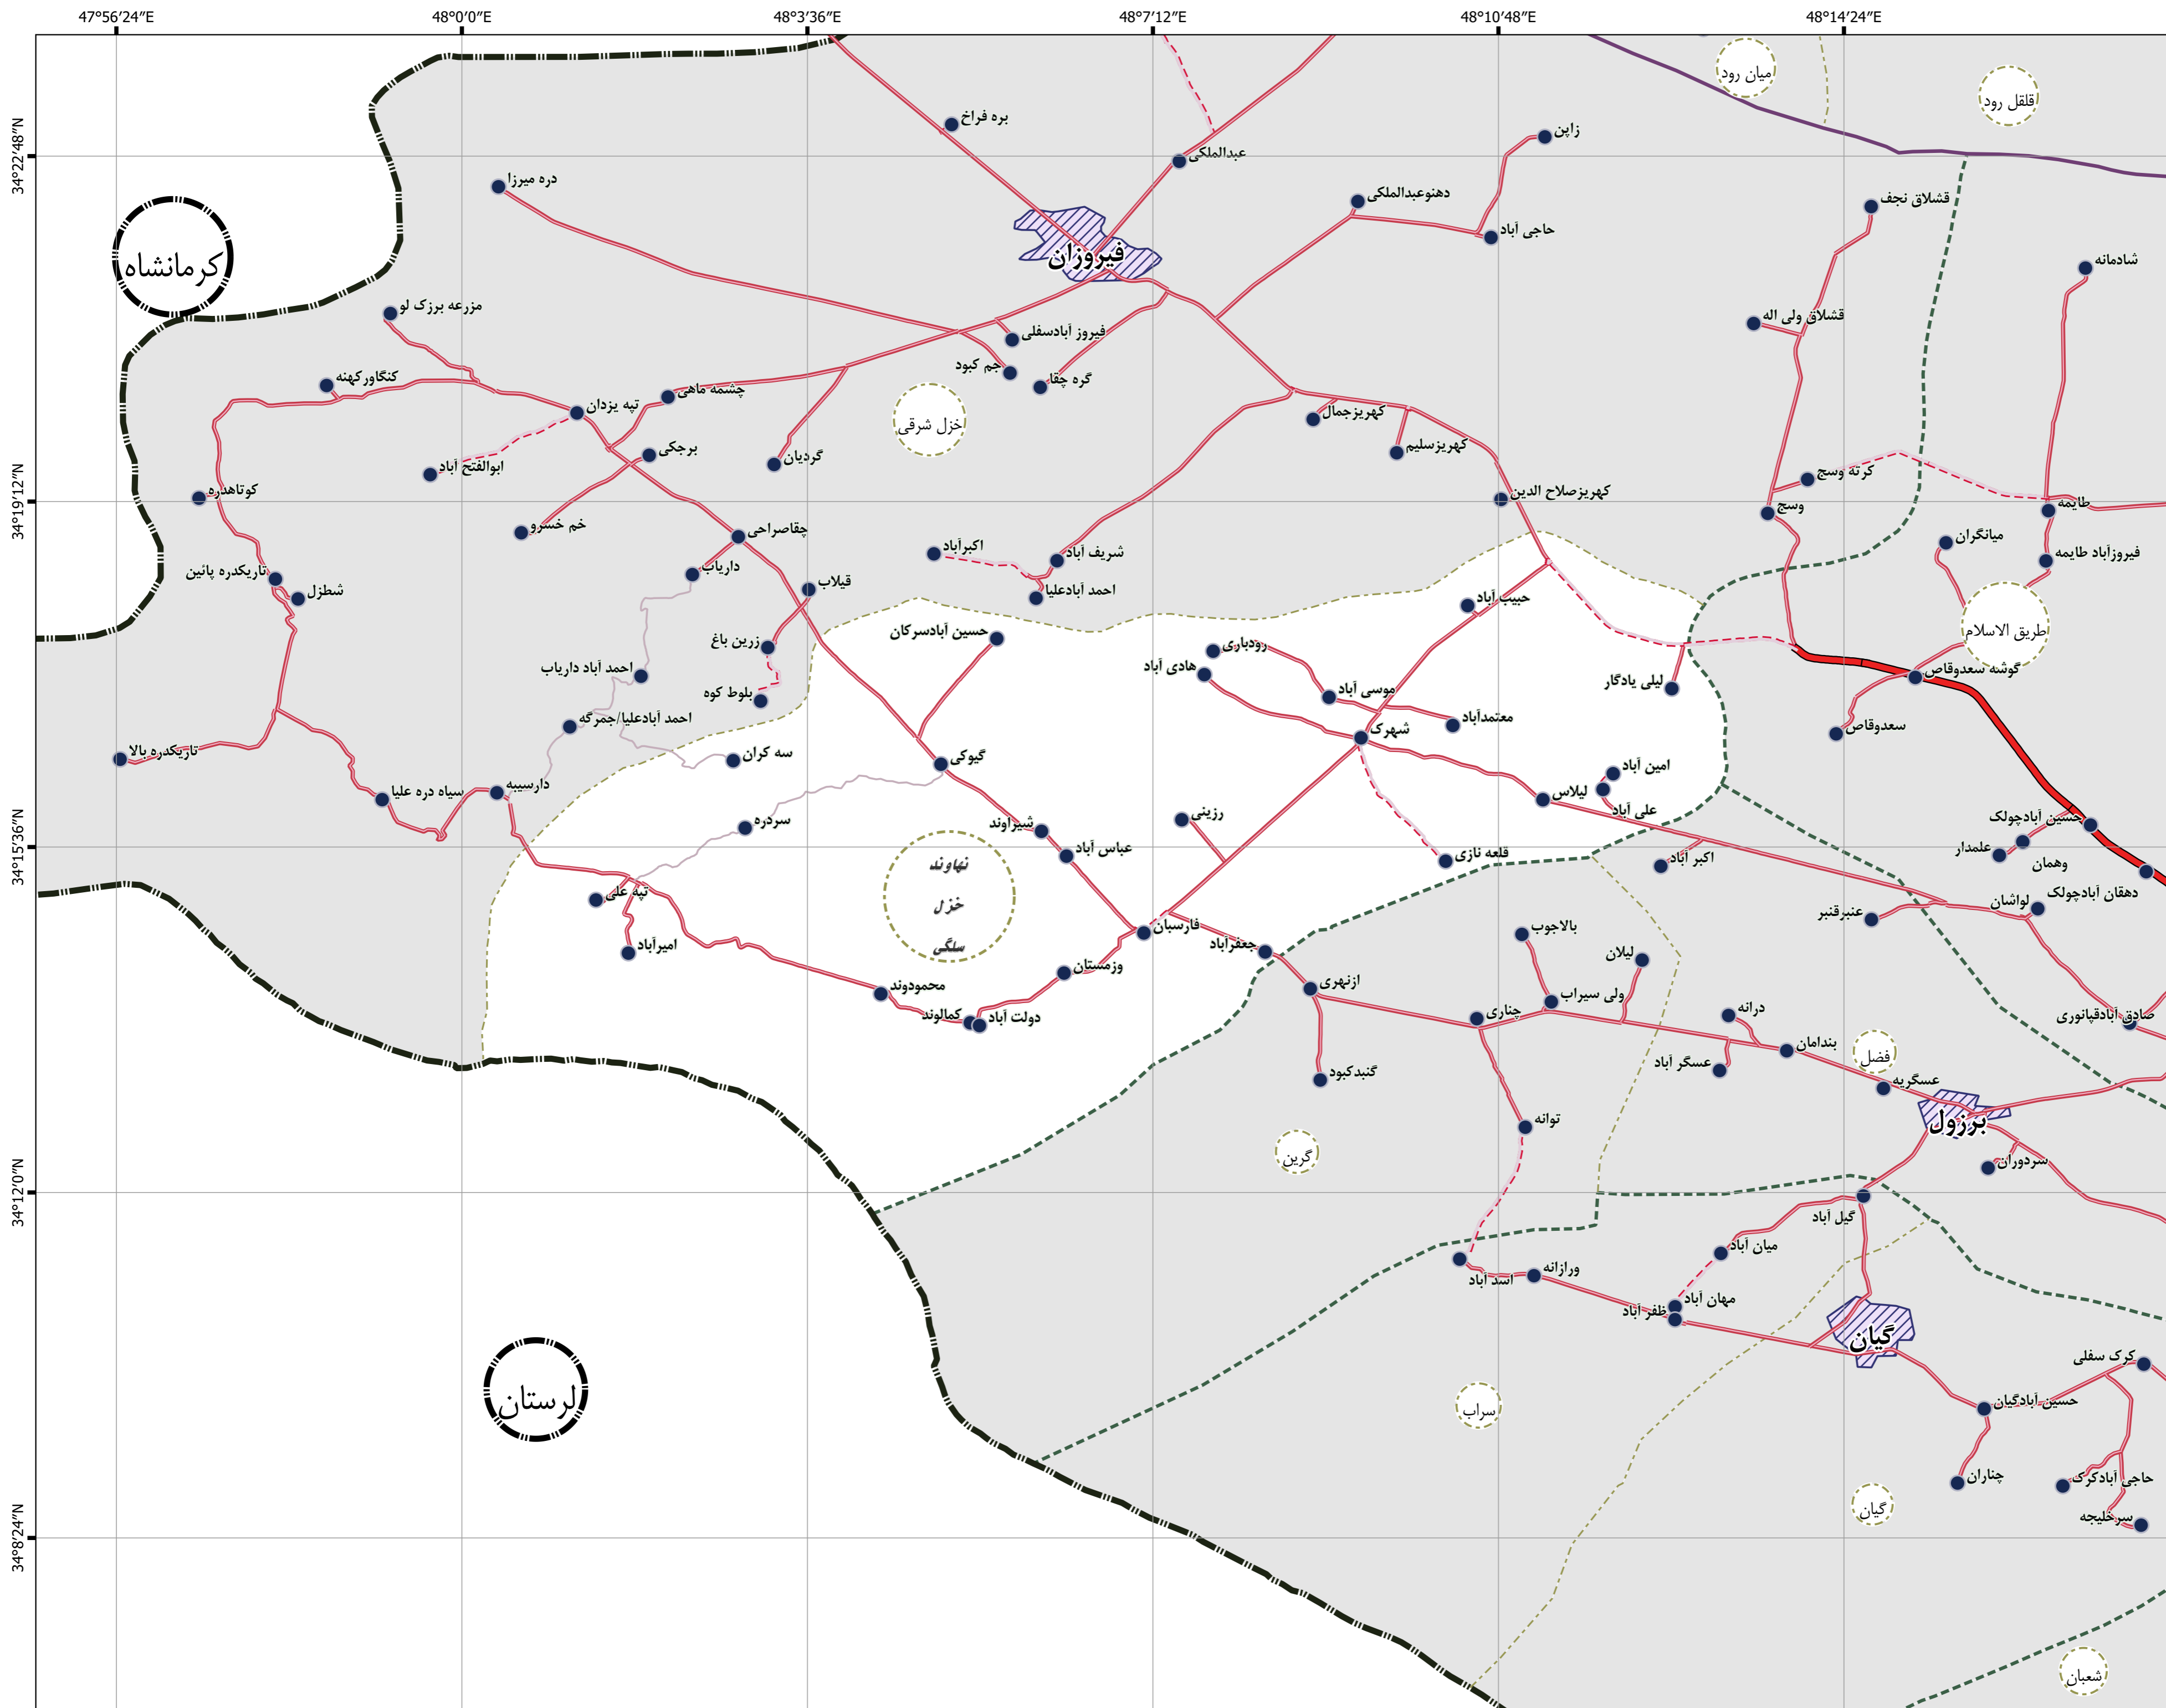 47°56'24"E
48°0'0"E
48°3'36"E
48°7'12"E
48°10'48"E
48°14'24"E
34°22'48"N
34°19'12"N
34°15'36"N
34°12'0"N
34°8'24"N
میان رود
قلقل رود
بره فراخ
زاپن
عبدالملکی
دره میرزا
دهنوعبدالملکی
قشلاق نجف
حاجی آباد
کرمانشاه
فیروزان
شادمانه
مزرعه برزک لو
قشلاق ولی اله
فیروز آبادسفلی
جم کبود
گره چقا
کنگاورکهنه
چشمه ماهی
تپه یزدان
خزل شرقی
کهریزجمال
کهریزسلیم
برجکی
گردیان
ابوالفتح آباد
کرته وسج
کوتاهدره
کهریزصلاح الدین
وسج
طایمه
خم خسرو
چقاصراحی
اکبرآباد
شریف آباد
میانگران
فیروزآباد طایمه
تاریکدره پائین
شطزل
داریاب
قیلاب
احمد آبادعلیا
حبیب آباد
طریق الاسلام
زرین باغ
حسین آبادسرکان
رودباری
هادی آباد
احمد آباد داریاب
بلوط کوه
موسی آباد
لیلی یادگار
گوشه سعدوقاص
احمد آبادعلیا/جمرگه
معتمدآباد
شهرک
سعدوقاص
تاریکدره بالا
سه کران
گیوکی
امین آباد
سیاه دره علیا
دارسیبه
لیلاس
علی آباد
سردره
شیراوند
رزینی
حسین آبادچولک
عباس آباد
قلعه نازی
اکبر آباد
علمدار
وهمان
نهاوند
خزل
سلگی
تپه علی
دهقان آبادچولک
لواشان
عنبرقنبر
فارسبان
جعفرآباد
بالاجوب
امیرآباد
لیلان
وزمستان
ازنهری
محمودوند
ولی سیراب
درانه
کمالوند
دولت آباد
چناری
صادق آبادقپانوری
بندامان
فضل
عسگر آباد
گنبدکبود
عسگریه
توانه
برزول
گرین
سردوران
گیل آباد
میان آباد
اسد آباد
ورازانه
مهان آباد
ظفر آباد
گیان
لرستان
کرک سفلی
سراب
حسین آبادگیان
چناران
حاجی آبادکرک
گیان
سرخلیجه
شعبان